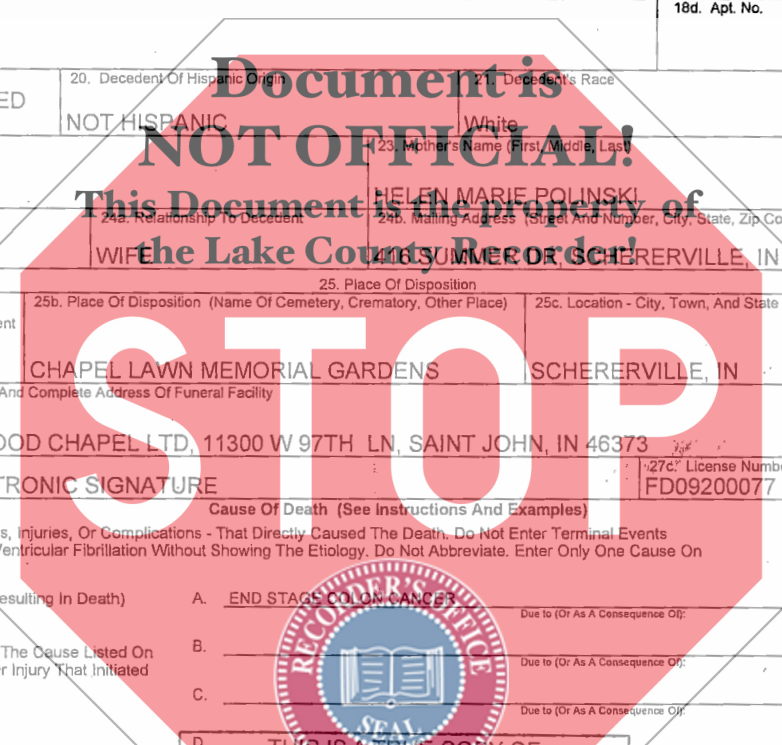 18d. Apt. No.
Document is
20. Decedent Of Hispanic Origin
21. Decedent's Race
ED
NOT HISPANIC
White
NOT OFFICIAL!
23. Mother's Name (First, Middle, Last)
HELEN MARIE POLINSKI
This Document is the property of
24a. Relationship To Decedent
24b. Mailing Address (Street And Number, City, State, Zip Co
WIFE
416 SUMMER DR, SCHERERVILLE, IN
the Lake County Recorder!
25. Place Of Disposition
25b. Place Of Disposition (Name Of Cemetery, Crematory, Other Place)
25c. Location - City, Town, And State
ent
STOP
CHAPEL LAWN MEMORIAL GARDENS
SCHERERVILLE, IN
And Complete Address Of Funeral Facility
OOD CHAPEL LTD, 11300 W 97TH LN, SAINT JOHN, IN 46373
27c. License Numbe
TRONIC SIGNATURE
FD09200077
Cause Of Death (See Instructions And Examples)
s, Injuries, Or Complications - That Directly Caused The Death. Do Not Enter Terminal Events
Ventricular Fibrillation Without Showing The Etiology. Do Not Abbreviate. Enter Only One Cause On
esulting In Death)
A. END STAGE COLON CANCER
Due to (Or As A Consequence Of):
RECORDER'S OFFICE
The Cause Listed On
r Injury That Initiated
B.
Due to (Or As A Consequence Of):
C.
Due to (Or As A Consequence Of):
SEAL
D.
THIS IS A TRUE COPY OF